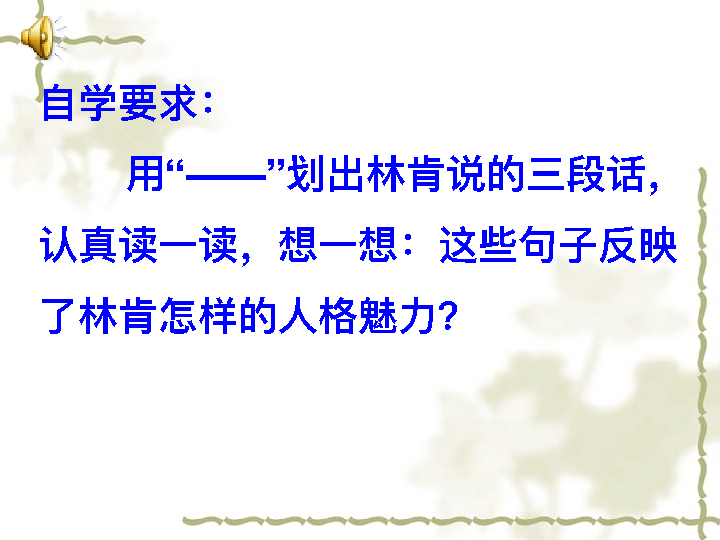 自学要求：
用“——”划出林肯说的三段话，
认真读一读，想一想：这些句子反映
了林肯怎样的人格魅力?